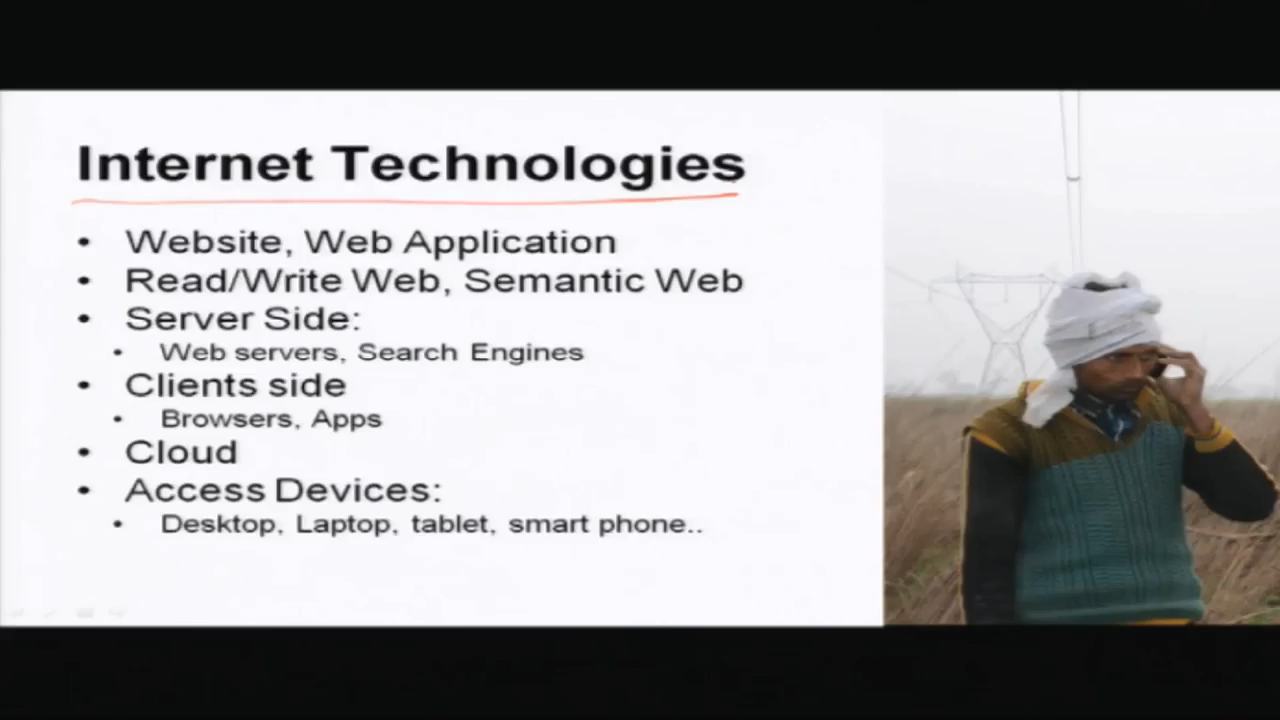 Internet Technologies
• Website, Web Application
• Read/Write Web, Semantic Web
• Server Side:
• Web servers, Search Engines
• Clients side
• Browsers, Apps
• Cloud
• Access Devices:
• Desktop, Laptop, tablet, smart phone..